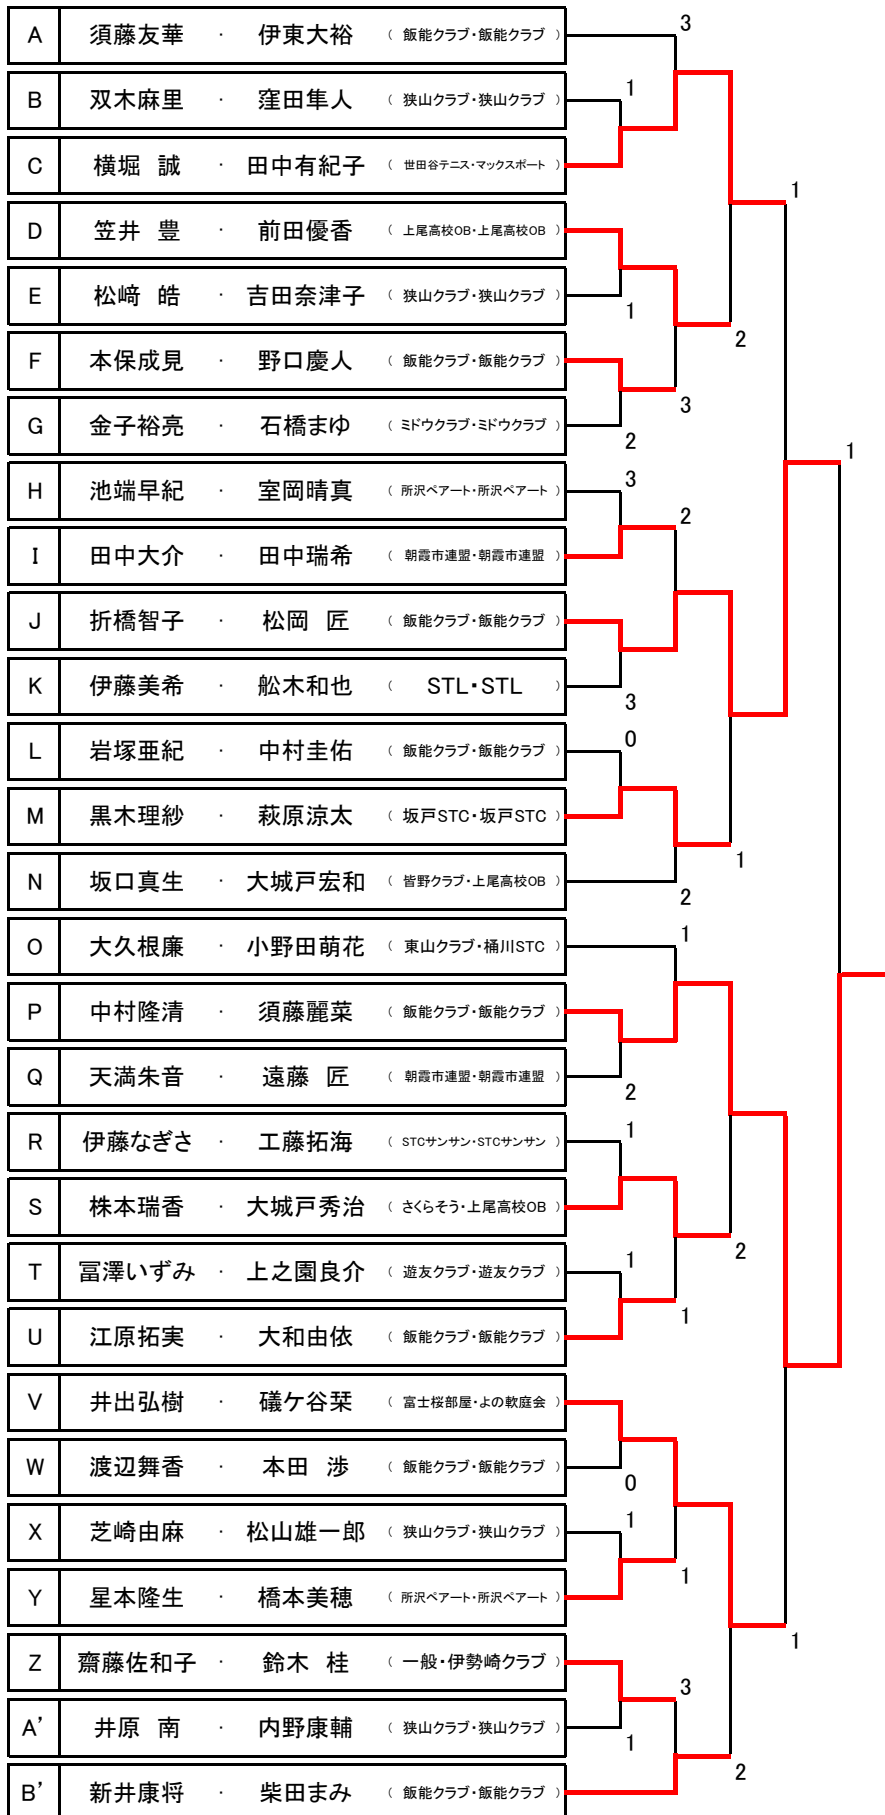 A 須藤友華 ・ 伊東大裕 （ 飯能クラブ・飯能クラブ ）
3
B 双木麻里 ・ 窪田隼人 （ 狭山クラブ・狭山クラブ ）
1
C 横堀 誠 ・ 田中有紀子 （ 世田谷テニス・マックスポート ）
1
D 笠井 豊 ・ 前田優香 （ 上尾高校OB・上尾高校OB ）
E 松﨑 皓 ・ 吉田奈津子 （ 狭山クラブ・狭山クラブ ）
1
2
F 本保成見 ・ 野口慶人 （ 飯能クラブ・飯能クラブ ）
3
G 金子裕亮 ・ 石橋まゆ （ ミドウクラブ・ミドウクラブ ）
2
1
H 池端早紀 ・ 室岡晴真 （ 所沢ペアート・所沢ペアート ）
3
2
I 田中大介 ・ 田中瑞希 （ 朝霞市連盟・朝霞市連盟 ）
J 折橋智子 ・ 松岡 匠 （ 飯能クラブ・飯能クラブ ）
K 伊藤美希 ・ 舩木和也 （ STL・STL ）
3
L 岩塚亜紀 ・ 中村圭佑 （ 飯能クラブ・飯能クラブ ）
0
M 黒木理紗 ・ 萩原涼太 （ 坂戸STC・坂戸STC ）
1
N 坂口真生 ・ 大城戸宏和 （ 皆野クラブ・上尾高校OB ）
2
O 大久根廉 ・ 小野田萌花 （ 東山クラブ・桶川STC ）
1
P 中村隆清 ・ 須藤麗菜 （ 飯能クラブ・飯能クラブ ）
Q 天満朱音 ・ 遠藤 匠 （ 朝霞市連盟・朝霞市連盟 ）
2
R 伊藤なぎさ ・ 工藤拓海 （ STCサンサン・STCサンサン ）
1
S 株本瑞香 ・ 大城戸秀治 （ さくらそう・上尾高校OB ）
2
T 冨澤いずみ ・ 上之園良介 （ 遊友クラブ・遊友クラブ ）
1
1
U 江原拓実 ・ 大和由依 （ 飯能クラブ・飯能クラブ ）
V 井出弘樹 ・ 礒ケ谷栞 （ 富士桜部屋・よの軟庭会 ）
W 渡辺舞香 ・ 本田 渉 （ 飯能クラブ・飯能クラブ ）
0
X 芝崎由麻 ・ 松山雄一郎 （ 狭山クラブ・狭山クラブ ）
1
1
Y 星本隆生 ・ 橋本美穂 （ 所沢ペアート・所沢ペアート ）
1
Z 齋藤佐和子 ・ 鈴木 桂 （ 一般・伊勢崎クラブ ）
3
A’ 井原 南 ・ 内野康輔 （ 狭山クラブ・狭山クラブ ）
1
2
B’ 新井康将 ・ 柴田まみ （ 飯能クラブ・飯能クラブ ）